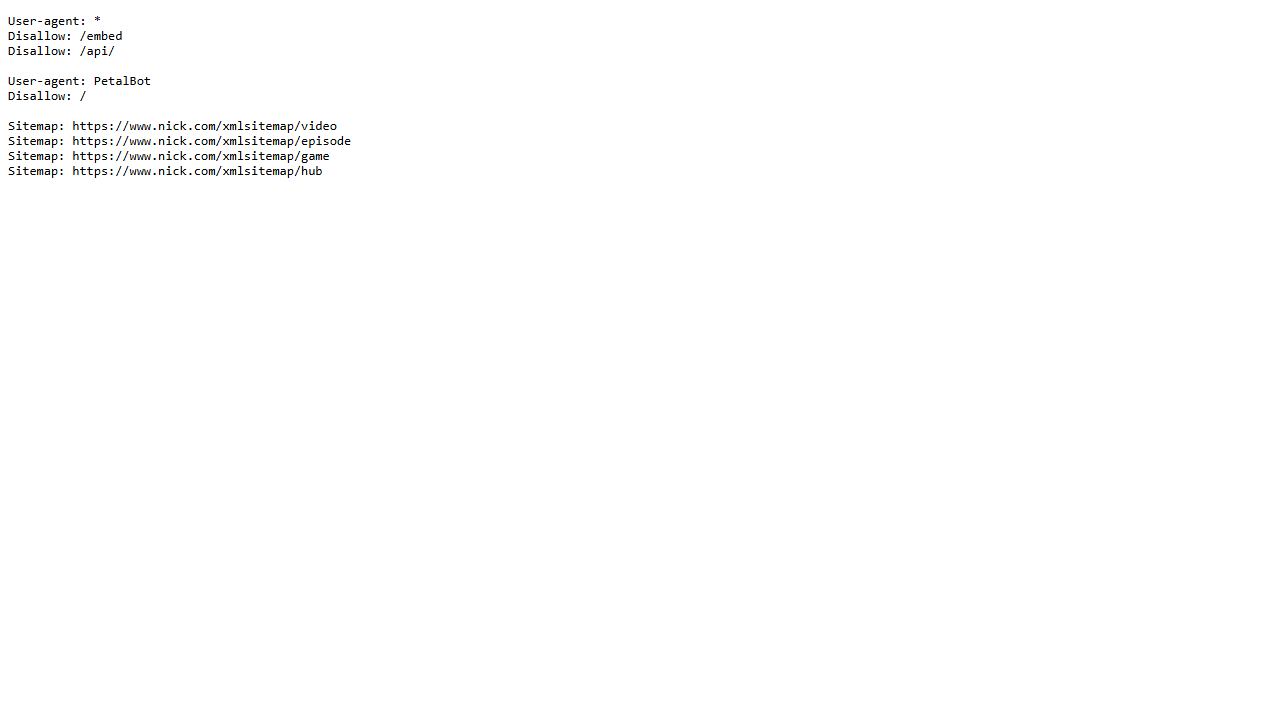 User-agent: *
Disallow: /embed
Disallow: /api/
User-agent: PetalBot
Disallow: /
Sitemap: https://www.nick.com/xmlsitemap/video
Sitemap: https://www.nick.com/xmlsitemap/episode
Sitemap: https://www.nick.com/xmlsitemap/game
Sitemap: https://www.nick.com/xmlsitemap/hub